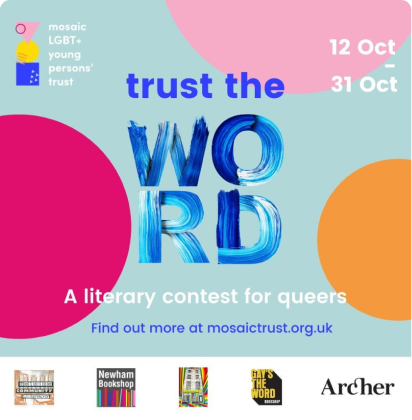 mosaic
LGBT+
young
persons'
trust
12 Oct
–
31 Oct
trust the
WO
RD
A literary contest for queers
Find out more at mosaictrust.org.uk
Newham
Bookshop
GAY'S
THE
WORD
BOOKSHOP
Archer